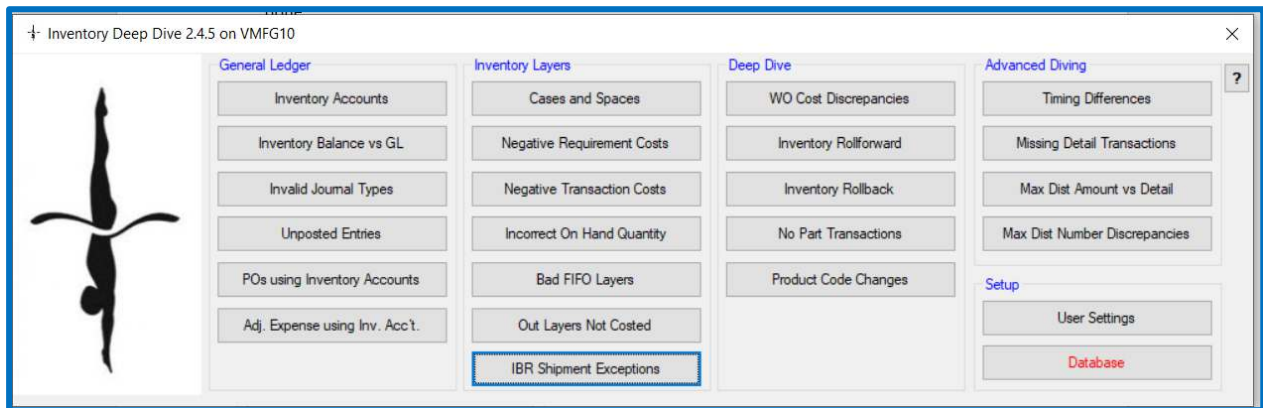 Inventory Deep Dive 2.4.5 on VMFG10
General Ledger
Inventory Accounts
Inventory Balance vs GL
Invalid Journal Types
Unposted Entries
POs using Inventory Accounts
Adj. Expense using Inv. Acc't.
Inventory Layers
Cases and Spaces
Negative Requirement Costs
Negative Transaction Costs
Incorrect On Hand Quantity
Bad FIFO Layers
Out Layers Not Costed
IBR Shipment Exceptions
Deep Dive
WO Cost Discrepancies
Inventory Rollforward
Inventory Rollback
No Part Transactions
Product Code Changes
Advanced Diving
Timing Differences
Missing Detail Transactions
Max Dist Amount vs Detail
Max Dist Number Discrepancies
Setup
User Settings
Database
?